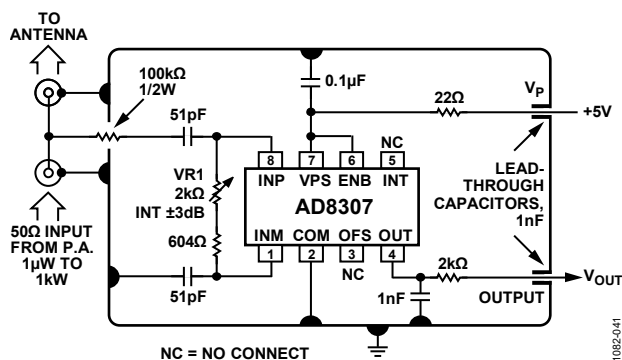 TO
ANTENNA
100kΩ
1/2W
51pF
0.1µF
22Ω
VP
+5V
NC
8
7
6
5
INP
VPS
ENB
INT
VR1
2kΩ
INT ±3dB
AD8307
LEAD-
THROUGH
CAPACITORS,
1nF
50Ω INPUT
FROM P.A.
1µW TO
1kW
604Ω
INM
COM
OFS
OUT
1
2
3
4
NC
2kΩ
VOUT
51pF
1nF
OUTPUT
NC = NO CONNECT
1082-041